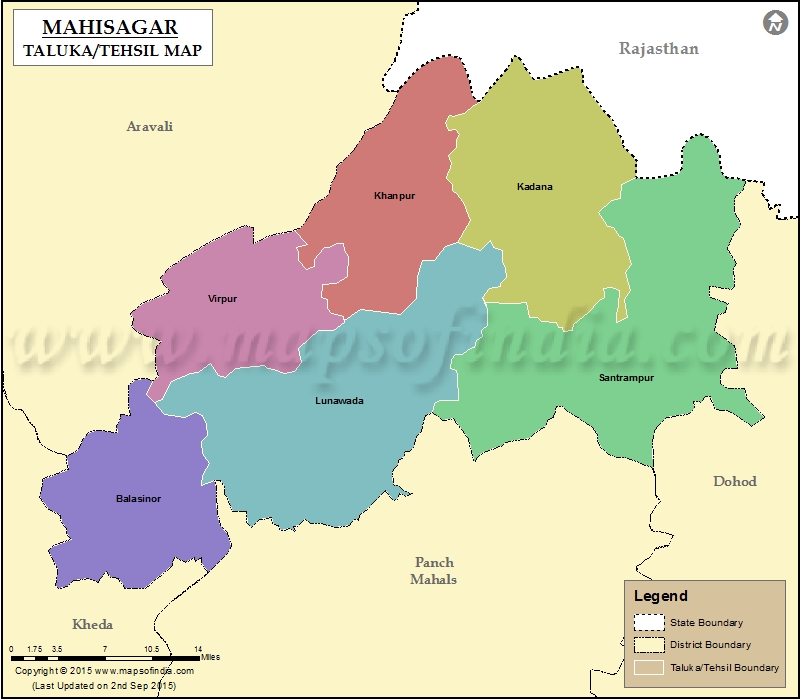 MAHISAGAR
TALUKA/TEHSIL MAP
N
Rajasthan
Aravali
Khanpur
Kadana
Virpur
www.mapsofindia.com
Santrampur
Lunawada
Dohod
Balasinor
Panch
Mahals
Kheda
Legend
State Boundary
District Boundary
Taluka/Tehsil Boundary
0 1.75 3.5 7 10.5 14
Miles
Copyright © 2015 www.mapsofindia.com
(Last Updated on 2nd Sep 2015)